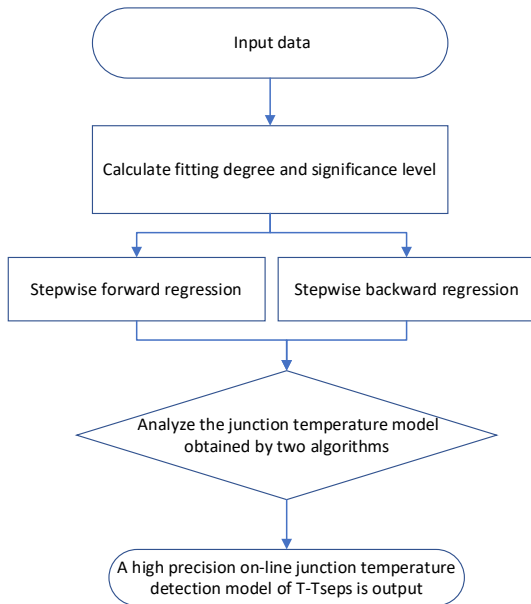 Input data
Calculate fitting degree and significance level
Stepwise forward regression
Stepwise backward regression
Analyze the junction temperature model
obtained by two algorithms
A high precision on-line junction temperature
detection model of T-Tseps is output